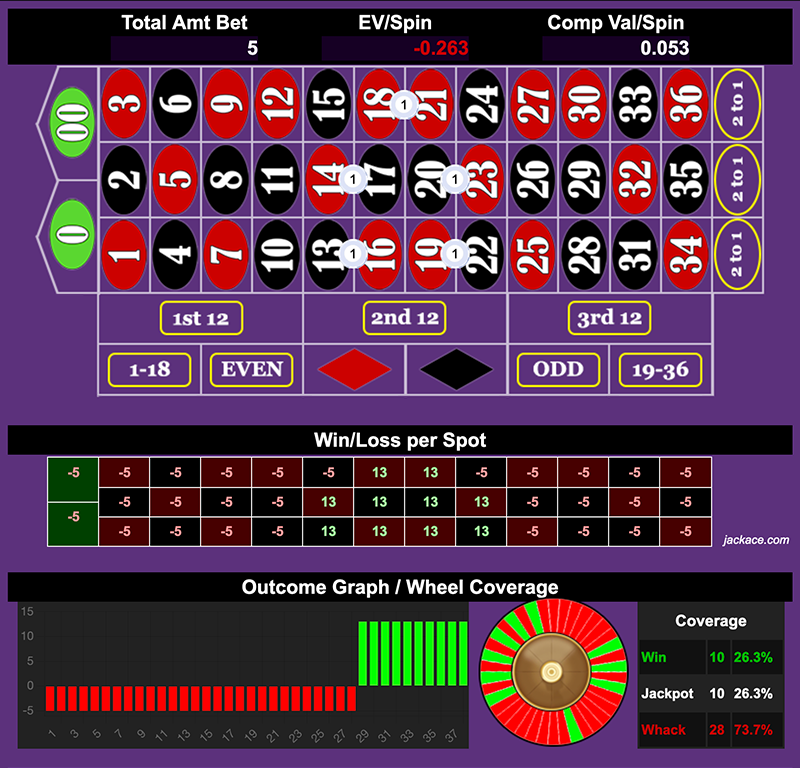 Total Amt Bet EV/Spin Comp Val/Spin
5 -0.263 0.053
00 3 6 9 12 15 18 1 21 24 27 30 33 36 2 to 1
2 5 8 11 14 1 17 20 1 23 26 29 32 35 2 to 1
0 1 4 7 10 13 1 16 19 1 22 25 28 31 34 2 to 1
1st 12 2nd 12 3rd 12
1-18 EVEN ODD 19-36
Win/Loss per Spot
-5 -5 -5 -5 -5 -5 13 13 -5 -5 -5 -5 -5
-5 -5 -5 -5 13 13 13 13 -5 -5 -5 -5
-5 -5 -5 -5 -5 13 13 13 13 -5 -5 -5 -5
jackace.com
Outcome Graph / Wheel Coverage
15
10
5
0
-5
1 3 5 7 9 11 13 15 17 19 21 23 25 27 29 31 33 35 37
Coverage
Win 10 26.3%
Jackpot 10 26.3%
Whack 28 73.7%